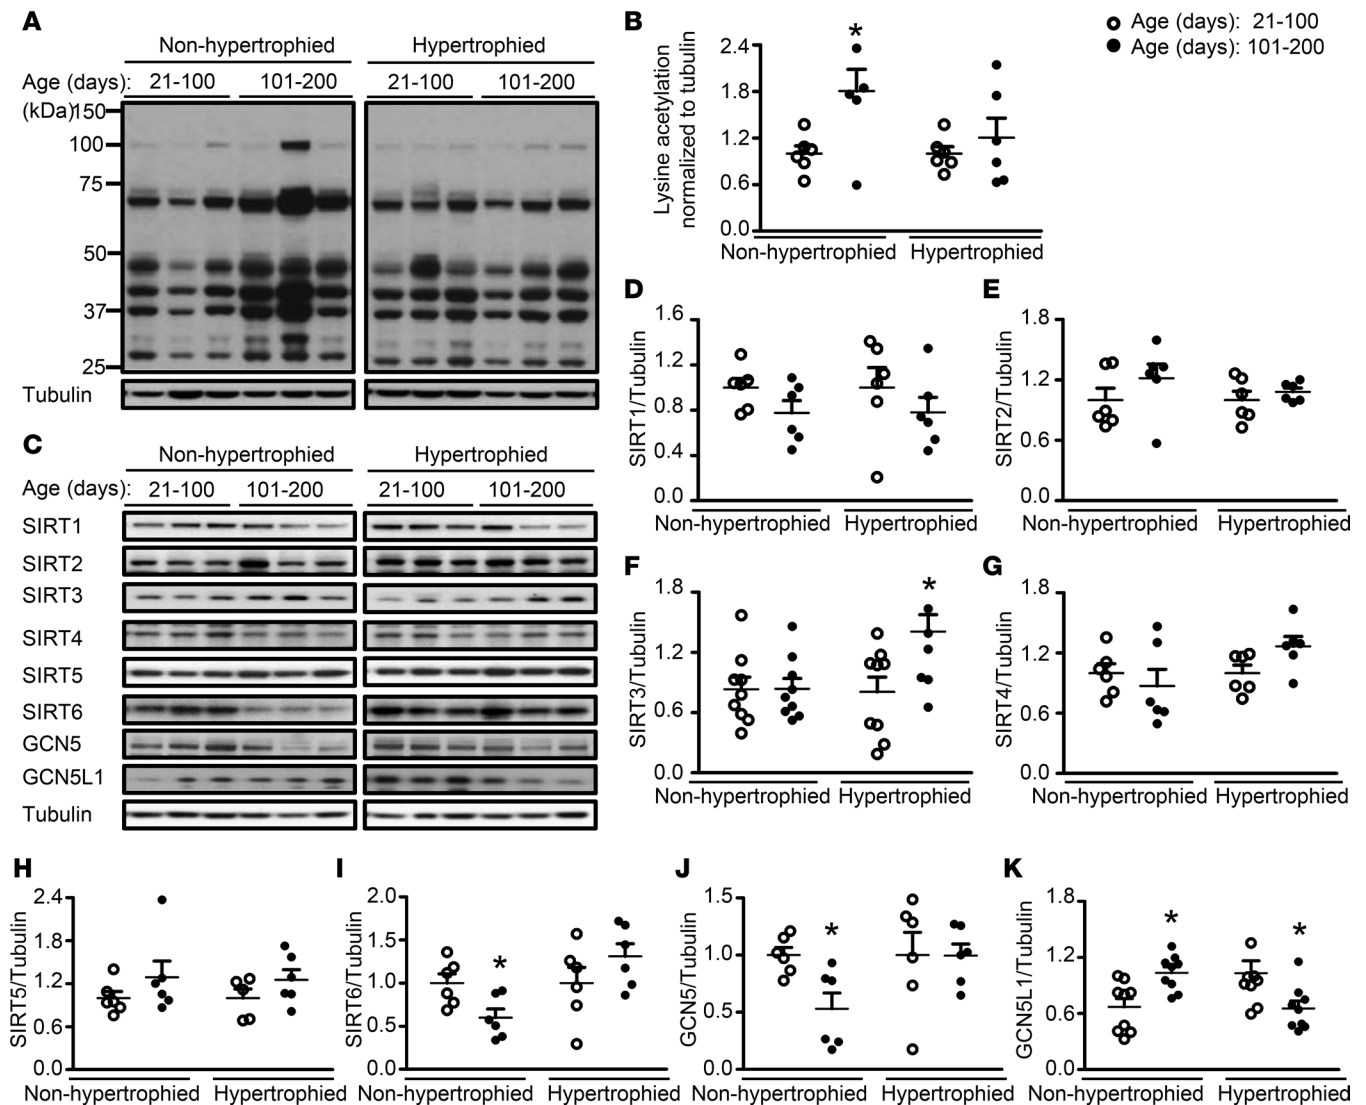 A
Non-hypertrophied
Hypertrophied
Age (days): 21-100 101-200 21-100 101-200
(kDa)
150
100
75
50
37
25
Tubulin
B
Lysine acetylation
normalized to tubulin
2.4
1.8
1.2
0.6
0.0
*
Non-hypertrophied Hypertrophied
Age (days): 21-100
Age (days): 101-200
C
Non-hypertrophied
Hypertrophied
Age (days): 21-100 101-200 21-100 101-200
SIRT1
SIRT2
SIRT3
SIRT4
SIRT5
SIRT6
GCN5
GCN5L1
Tubulin
D
SIRT1/Tubulin
1.6
1.2
0.8
0.4
0.0
Non-hypertrophied Hypertrophied
E
SIRT2/Tubulin
1.8
1.2
0.6
0.0
Non-hypertrophied Hypertrophied
F
SIRT3/Tubulin
1.8
1.2
0.6
0.0
*
Non-hypertrophied Hypertrophied
G
SIRT4/Tubulin
1.8
1.2
0.6
0.0
Non-hypertrophied Hypertrophied
H
SIRT5/Tubulin
2.4
1.8
1.2
0.6
0.0
Non-hypertrophied Hypertrophied
I
SIRT6/Tubulin
2.0
1.5
1.0
0.5
0.0
*
Non-hypertrophied Hypertrophied
J
GCN5/Tubulin
1.5
1.0
0.5
0.0
*
Non-hypertrophied Hypertrophied
K
GCN5L1/Tubulin
1.8
1.2
0.6
0.0
* *
Non-hypertrophied Hypertrophied